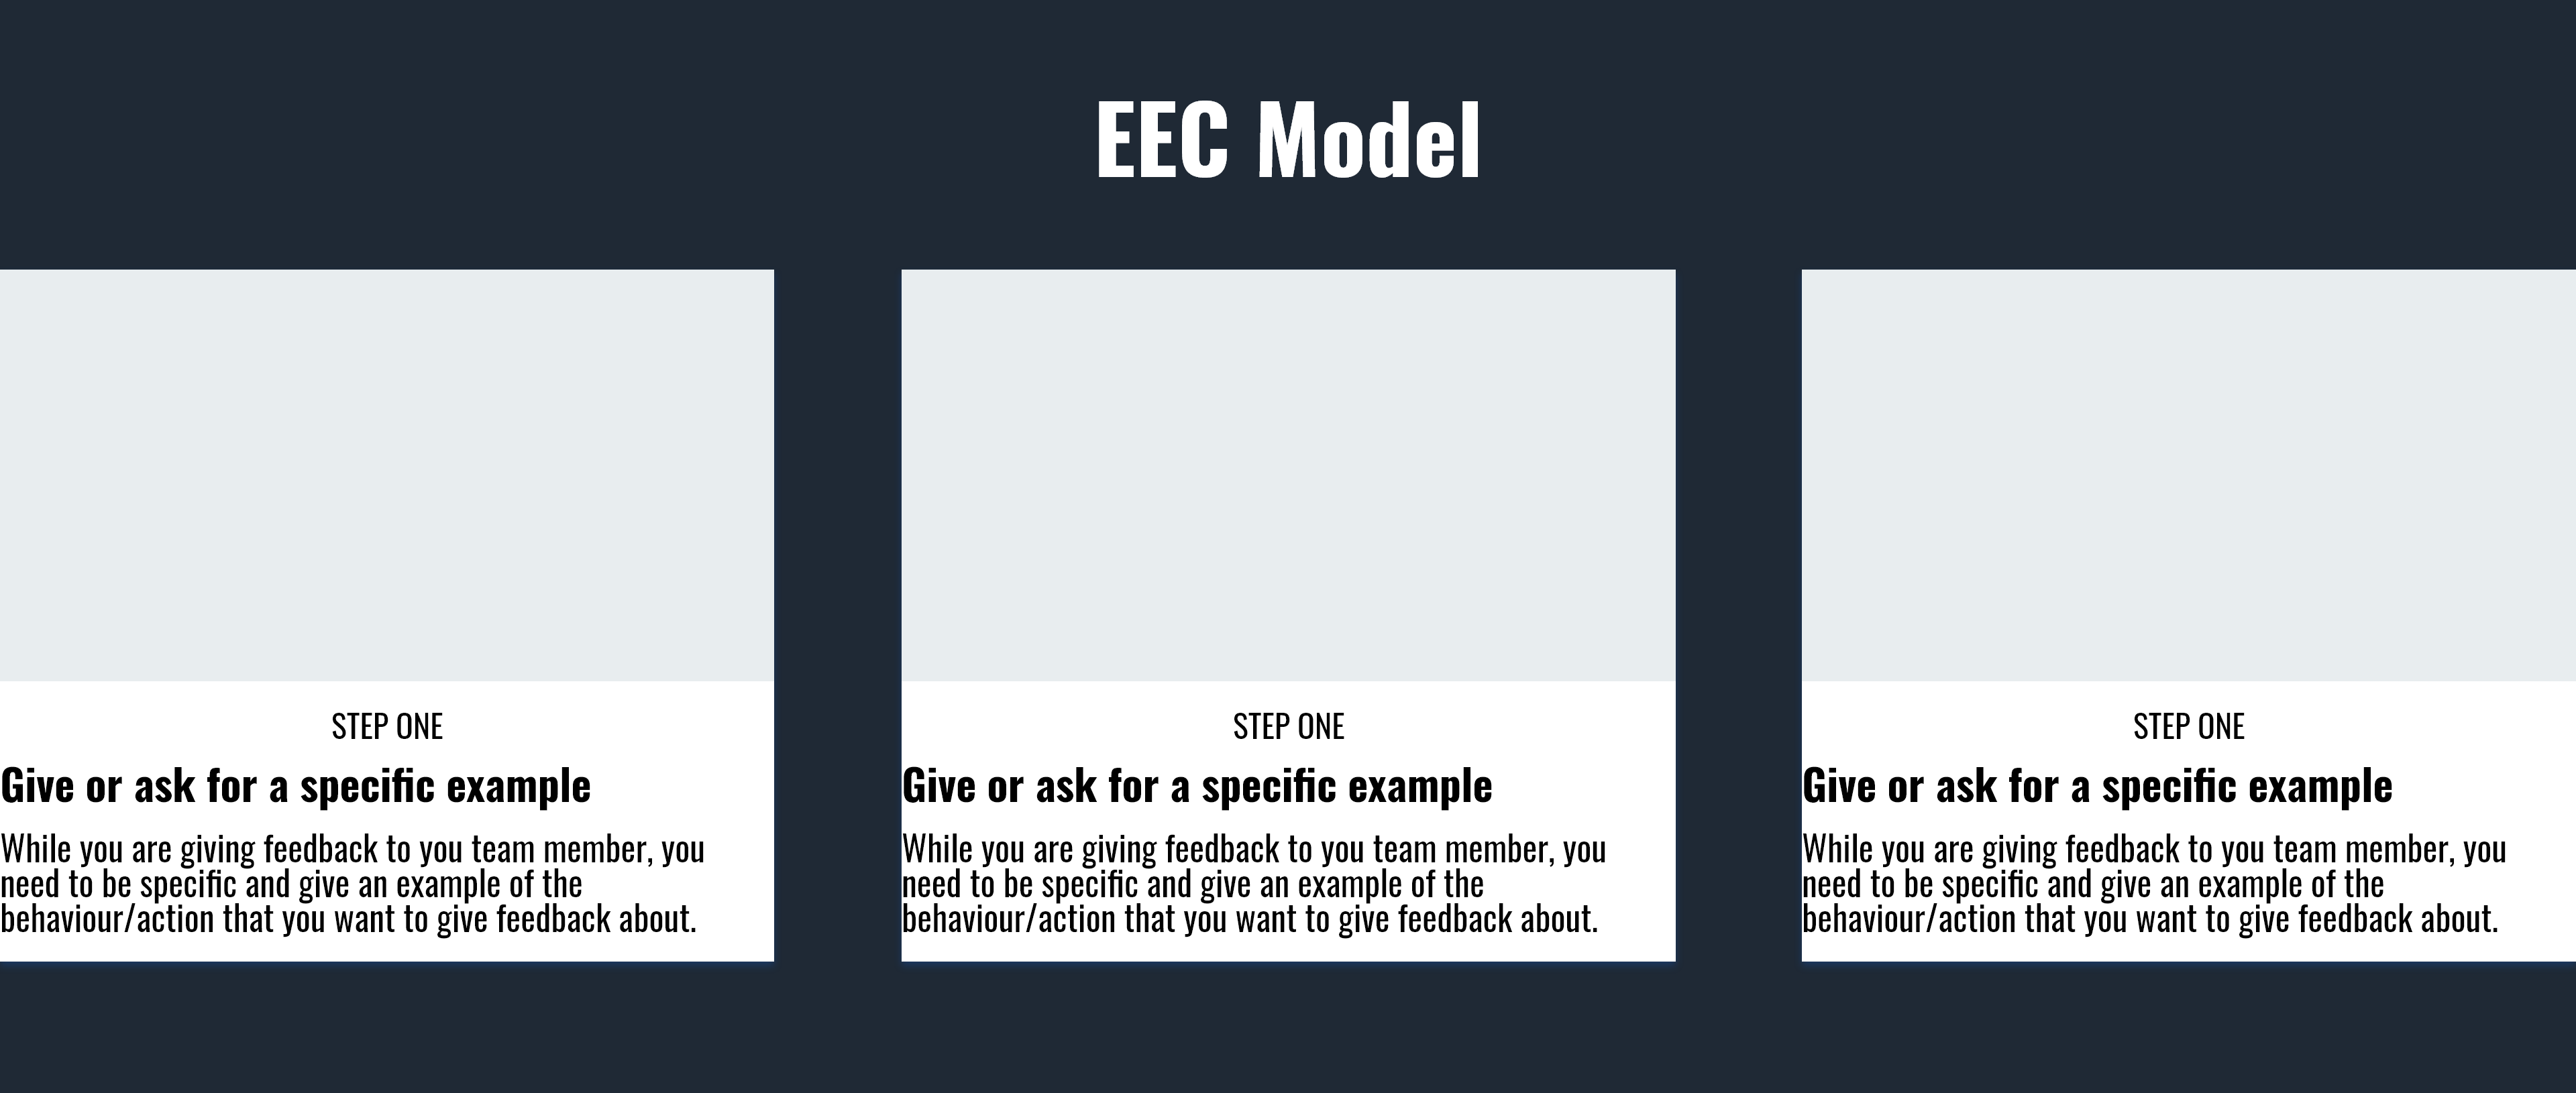 EEC Model
STEP ONE
Give or ask for a specific example
While you are giving feedback to you team member, you
need to be specific and give an example of the
behaviour/action that you want to give feedback about.
STEP ONE
Give or ask for a specific example
While you are giving feedback to you team member, you
need to be specific and give an example of the
behaviour/action that you want to give feedback about.
STEP ONE
Give or ask for a specific example
While you are giving feedback to you team member, you
need to be specific and give an example of the
behaviour/action that you want to give feedback about.